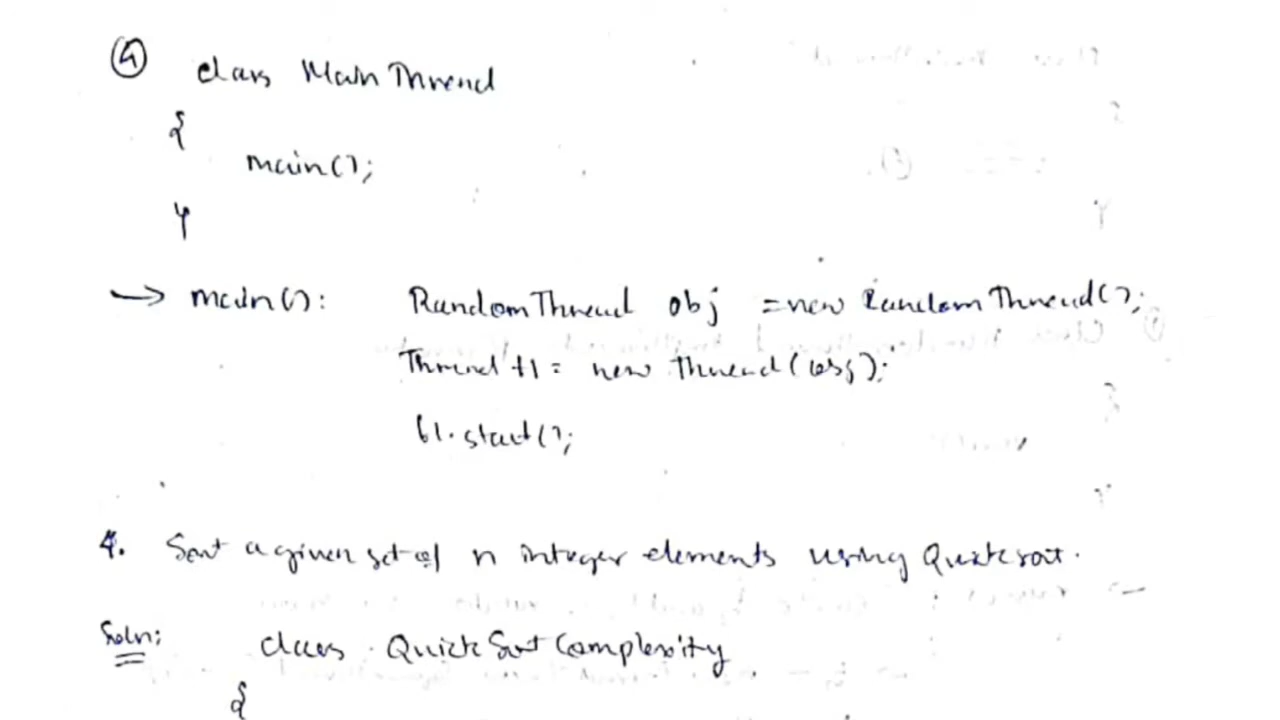 ④ class MainThread
{
main();
}
→ main(): RandomThread obj = new RandomThread();
Thread t1 = new Thread(obj);
t1.start();
4. Sort a given set of n integer elements using Quicksort.
Soln: class QuickSortComplexity
{